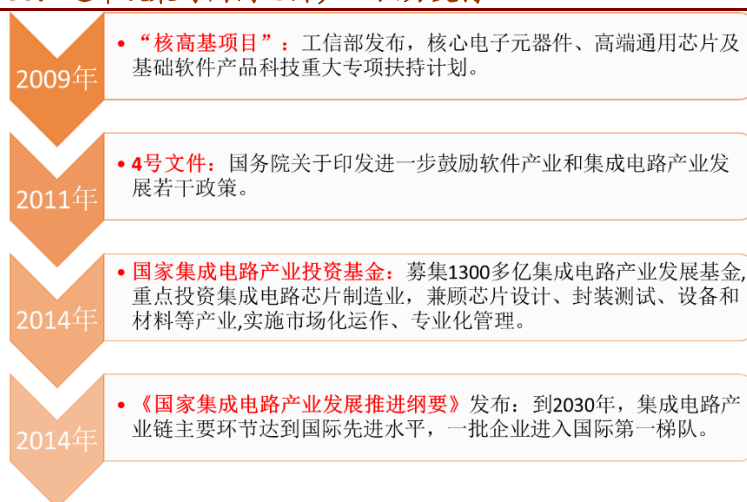 2009年
• “核高基项目”：工信部发布，核心电子元器件、高端通用芯片及
基础软件产品科技重大专项扶持计划。
2011年
• 4号文件：国务院关于印发进一步鼓励软件产业和集成电路产业发
展若干政策。
2014年
• 国家集成电路产业投资基金：募集1300多亿集成电路产业发展基金,
重点投资集成电路芯片制造业，兼顾芯片设计、封装测试、设备和
材料等产业,实施市场化运作、专业化管理。
2014年
• 《国家集成电路产业发展推进纲要》发布：到2030年，集成电路产
业链主要环节达到国际先进水平，一批企业进入国际第一梯队。